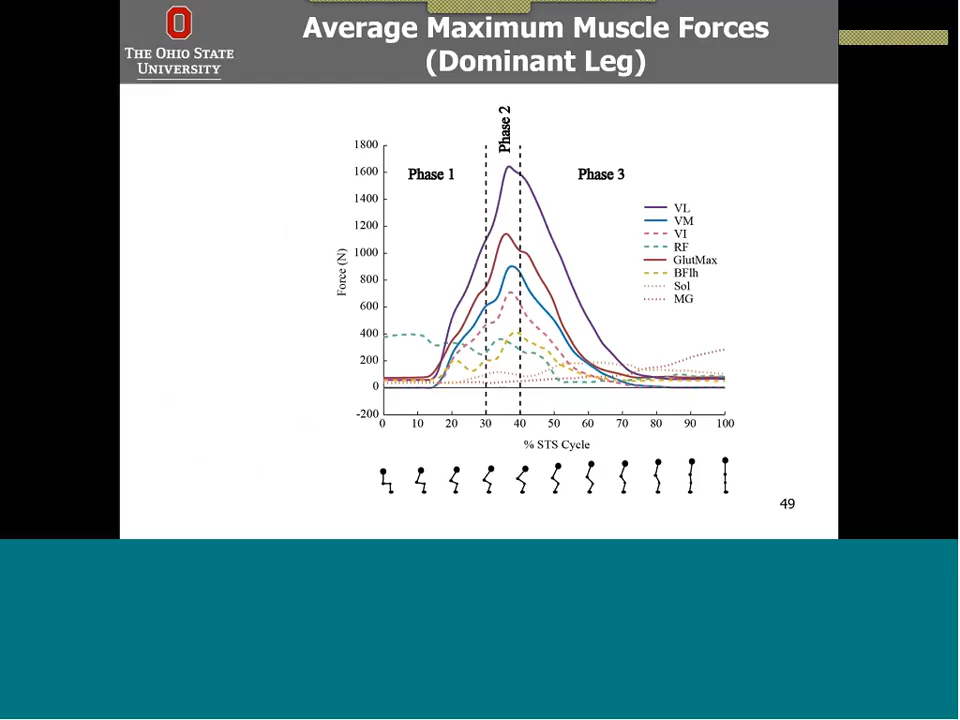 THE OHIO STATE
UNIVERSITY
Average Maximum Muscle Forces
(Dominant Leg)
Phase 1
Phase 2
Phase 3
1800
1600
1400
1200
1000
800
600
400
200
0
-200
Force (N)
VL
VM
VI
RF
GlutMax
BFlh
Sol
MG
0 10 20 30 40 50 60 70 80 90 100
% STS Cycle
49